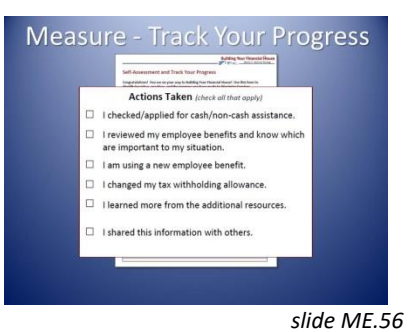 Measure - Track Your Progress
Building Your Financial House
Self-Assessment and Track Your Progress
Actions Taken (check all that apply)
I checked/applied for cash/non-cash assistance.
I reviewed my employee benefits and know which
are important to my situation.
I am using a new employee benefit.
I changed my tax withholding allowance.
I learned more from the additional resources.
I shared this information with others.
slide ME.56